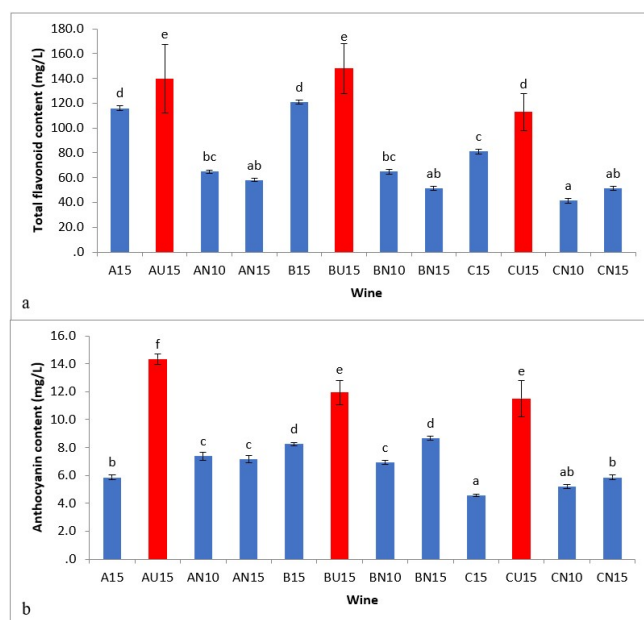 Total flavonoid content (mg/L)
180.0
160.0
140.0
120.0
100.0
80.0
60.0
40.0
20.0
.0
d e bc ab d e bc ab c d a ab
A15 AU15 AN10 AN15 B15 BU15 BN10 BN15 C15 CU15 CN10 CN15
Wine
a
Anthocyanin content (mg/L)
16.0
14.0
12.0
10.0
8.0
6.0
4.0
2.0
.0
b f c c d e c d a e ab b
A15 AU15 AN10 AN15 B15 BU15 BN10 BN15 C15 CU15 CN10 CN15
Wine
b